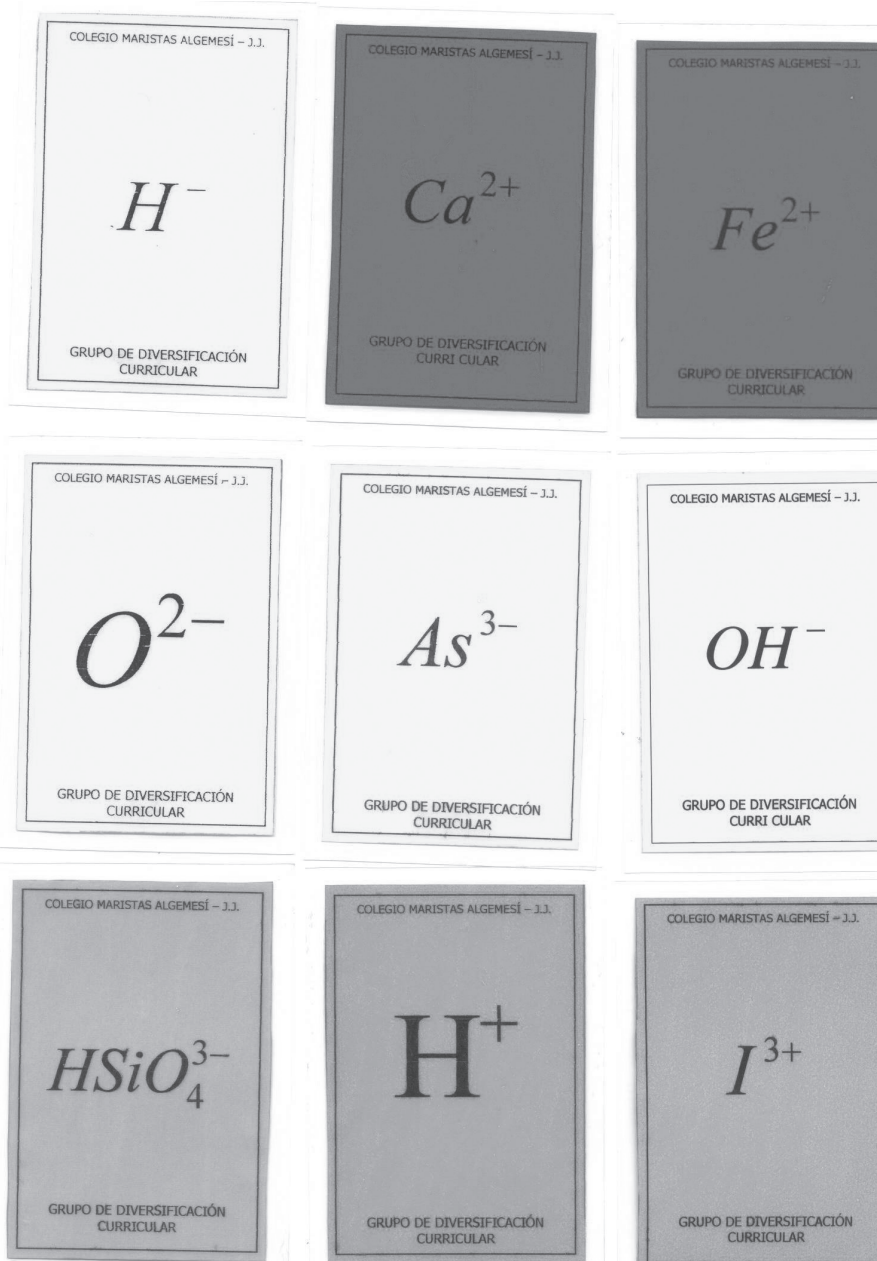 COLEGIO MARISTAS ALGEMESÍ – J.J.
H⁻
GRUPO DE DIVERSIFICACIÓN
CURRICULAR
COLEGIO MARISTAS ALGEMESÍ – J.J.
Ca²⁺
GRUPO DE DIVERSIFICACIÓN
CURRI CULAR
COLEGIO MARISTAS ALGEMESÍ – J.J.
Fe²⁺
GRUPO DE DIVERSIFICACIÓN
CURRICULAR
COLEGIO MARISTAS ALGEMESÍ – J.J.
O²⁻
GRUPO DE DIVERSIFICACIÓN
CURRICULAR
COLEGIO MARISTAS ALGEMESÍ – J.J.
As³⁻
GRUPO DE DIVERSIFICACIÓN
CURRICULAR
COLEGIO MARISTAS ALGEMESÍ – J.J.
OH⁻
GRUPO DE DIVERSIFICACIÓN
CURRI CULAR
COLEGIO MARISTAS ALGEMESÍ – J.J.
HSiO₄³⁻
GRUPO DE DIVERSIFICACIÓN
CURRICULAR
COLEGIO MARISTAS ALGEMESÍ – J.J.
H⁺
GRUPO DE DIVERSIFICACIÓN
CURRICULAR
COLEGIO MARISTAS ALGEMESÍ – J.J.
I³⁺
GRUPO DE DIVERSIFICACIÓN
CURRICULAR